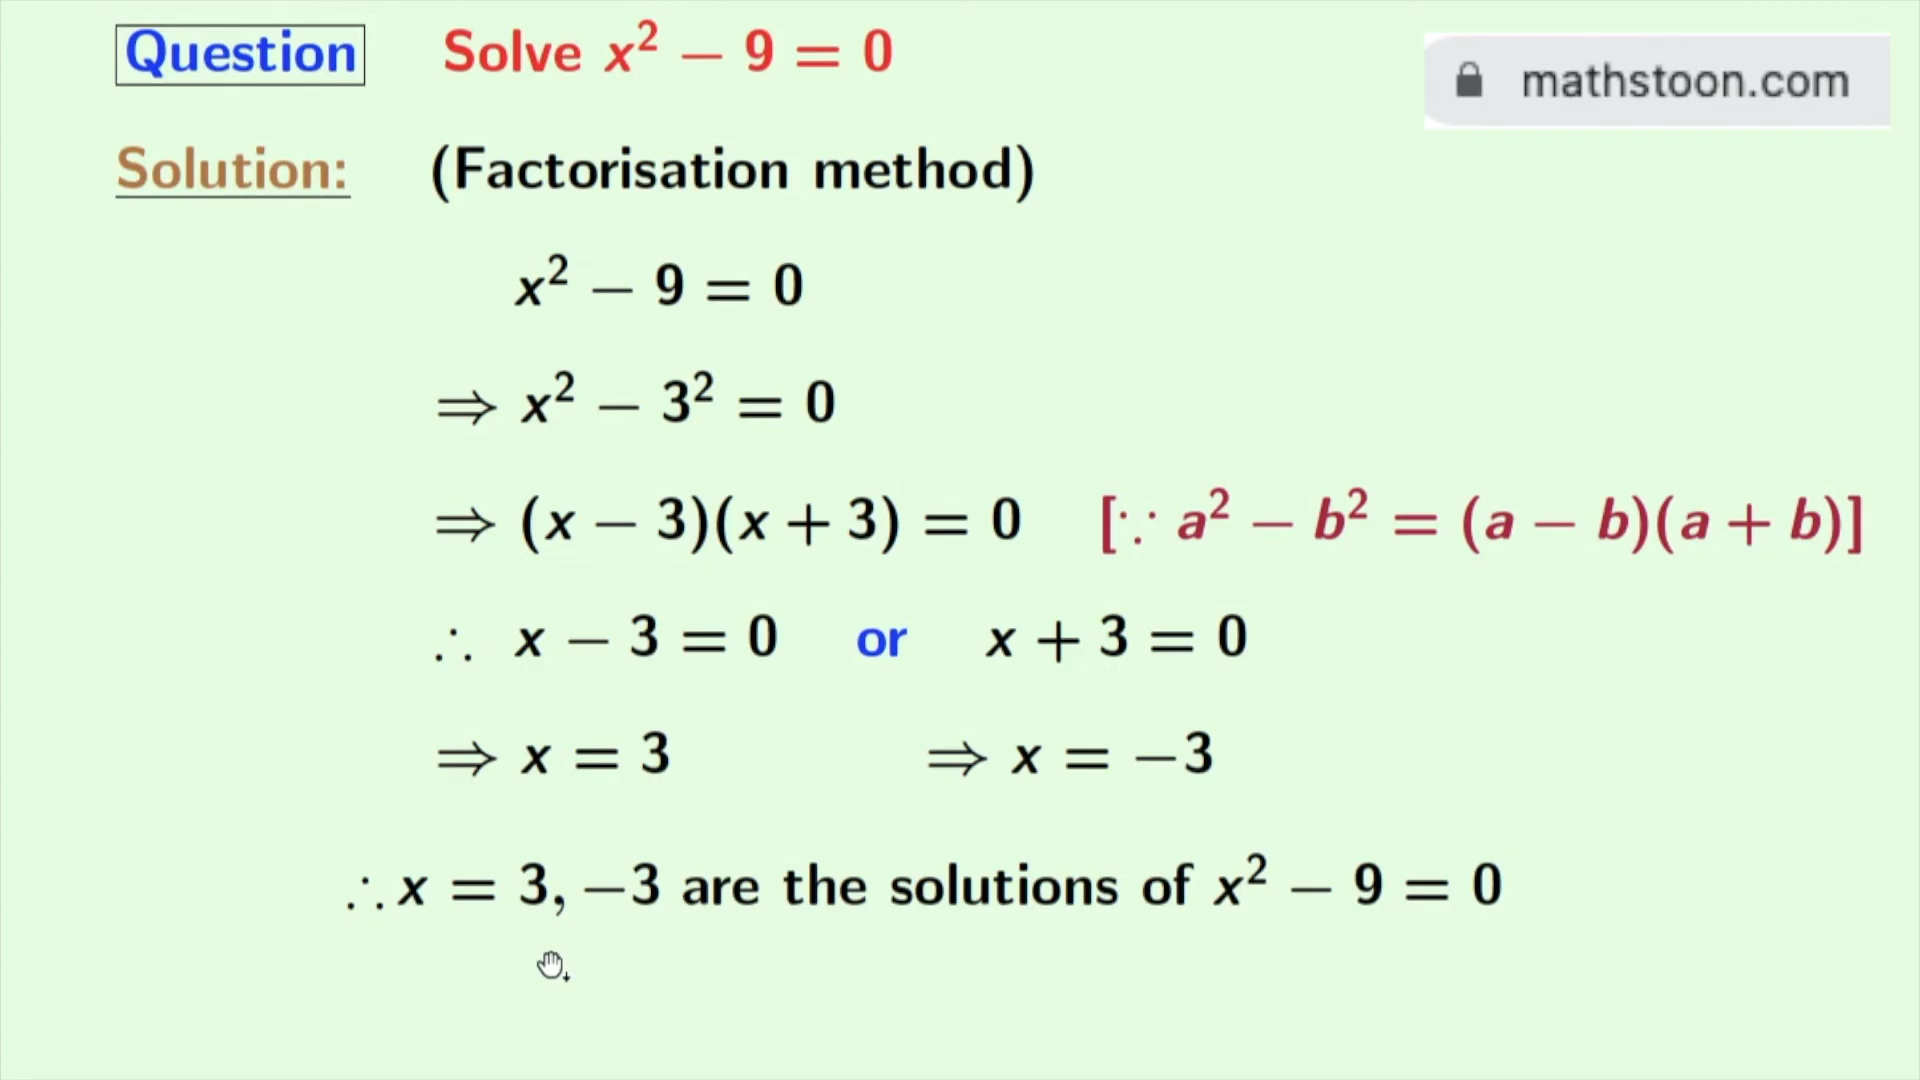 Question Solve x² − 9 = 0
mathstoon.com
Solution: (Factorisation method)
x² − 9 = 0
⇒ x² − 3² = 0
⇒ (x − 3)(x + 3) = 0 [∵ a² − b² = (a − b)(a + b)]
∴ x − 3 = 0 or x + 3 = 0
⇒ x = 3 ⇒ x = −3
∴ x = 3, −3 are the solutions of x² − 9 = 0